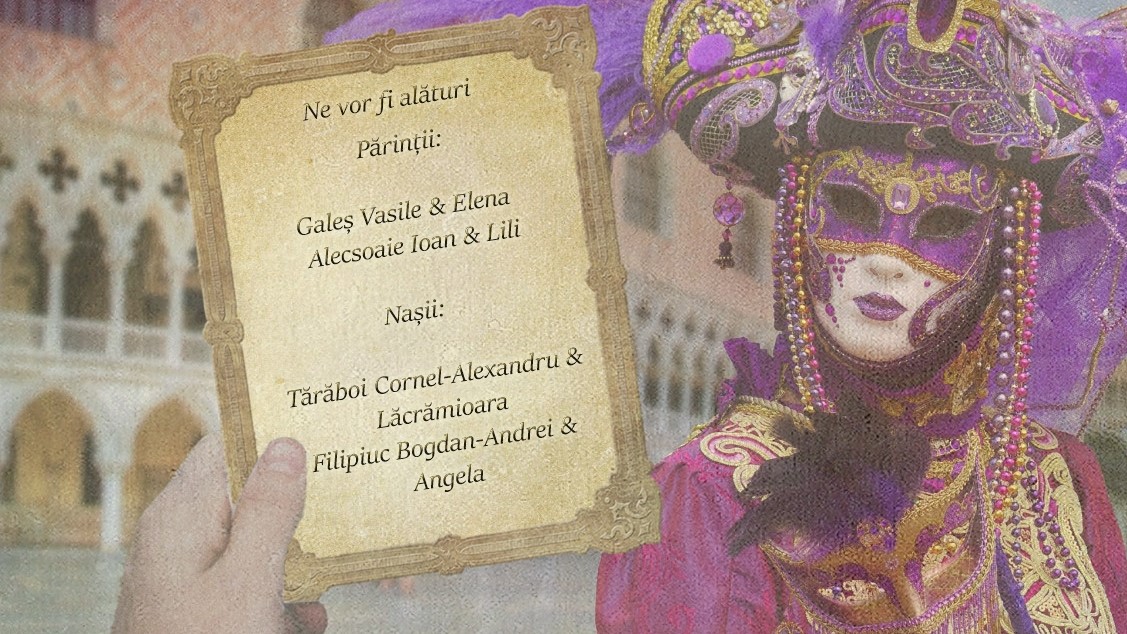 Ne vor fi alături
Părinții:
Galeș Vasile & Elena
Alecsoaie Ioan & Lili
Nașii:
Tărăboi Cornel-Alexandru &
Lăcrămioara
Filipiuc Bogdan-Andrei &
Angela